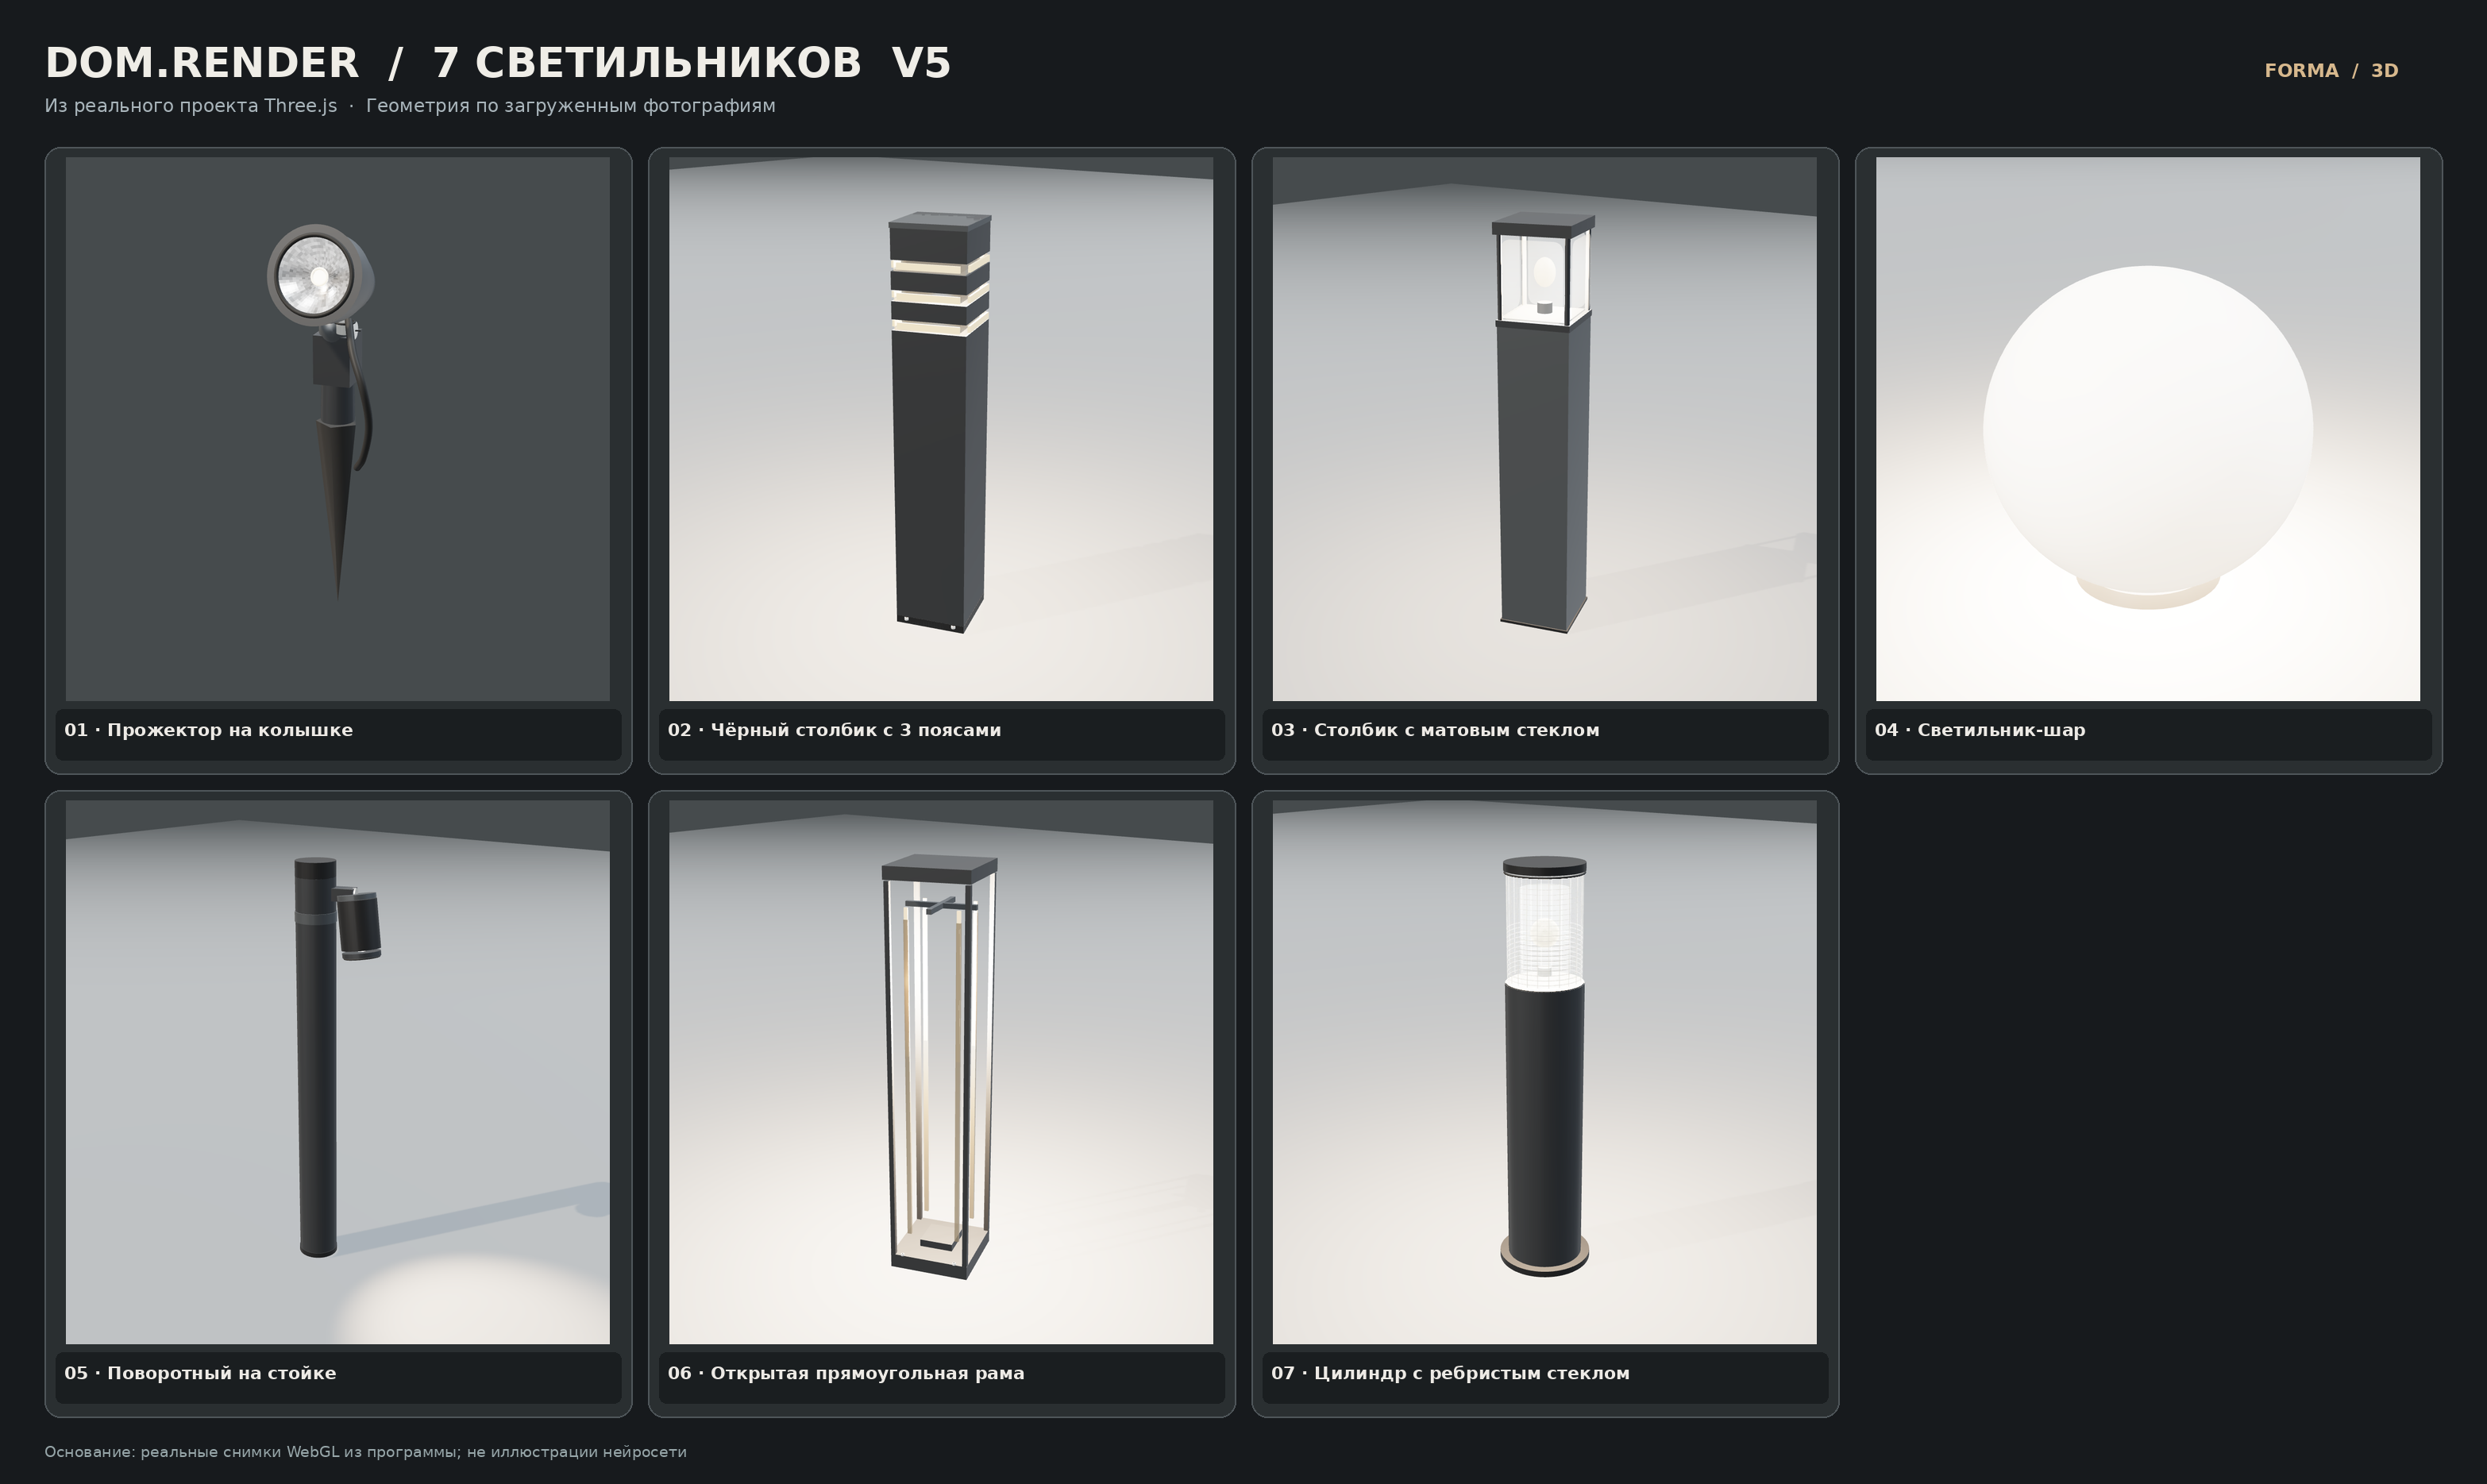 DOM.RENDER / 7 СВЕТИЛЬНИКОВ V5
FORMA / 3D
Из реального проекта Three.js · Геометрия по загруженным фотографиям
01 · Прожектор на колышке
02 · Чёрный столбик с 3 поясами
03 · Столбик с матовым стеклом
04 · Светильник-шар
05 · Поворотный на стойке
06 · Открытая прямоугольная рама
07 · Цилиндр с ребристым стеклом
Основание: реальные снимки WebGL из программы; не иллюстрации нейросети